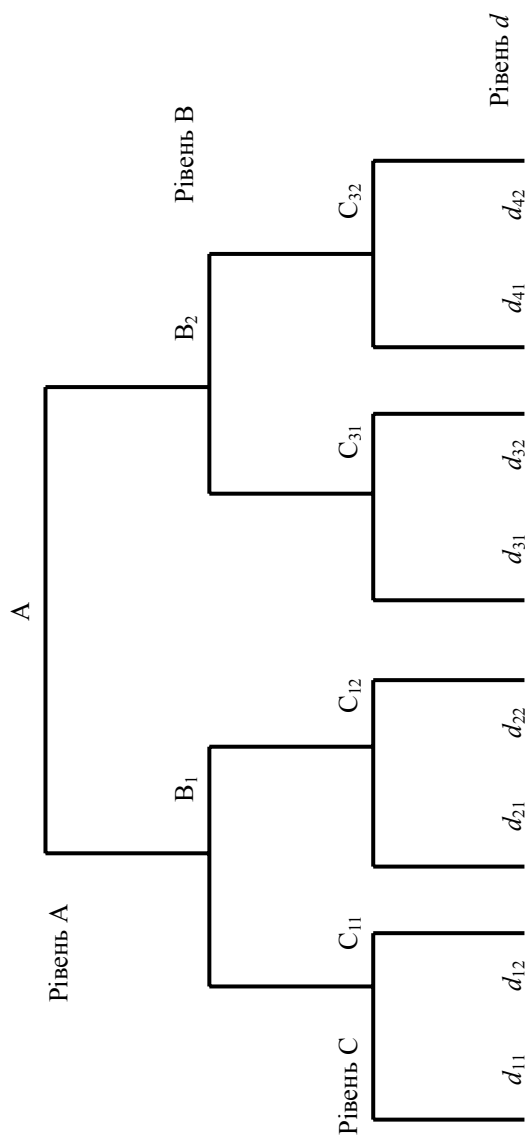 A
Рівень A
B₁
B₂
Рівень B
Рівень C
C₁₁
C₁₂
C₃₁
C₃₂
d₁₁
d₁₂
d₂₁
d₂₂
d₃₁
d₃₂
d₄₁
d₄₂
Рівень d